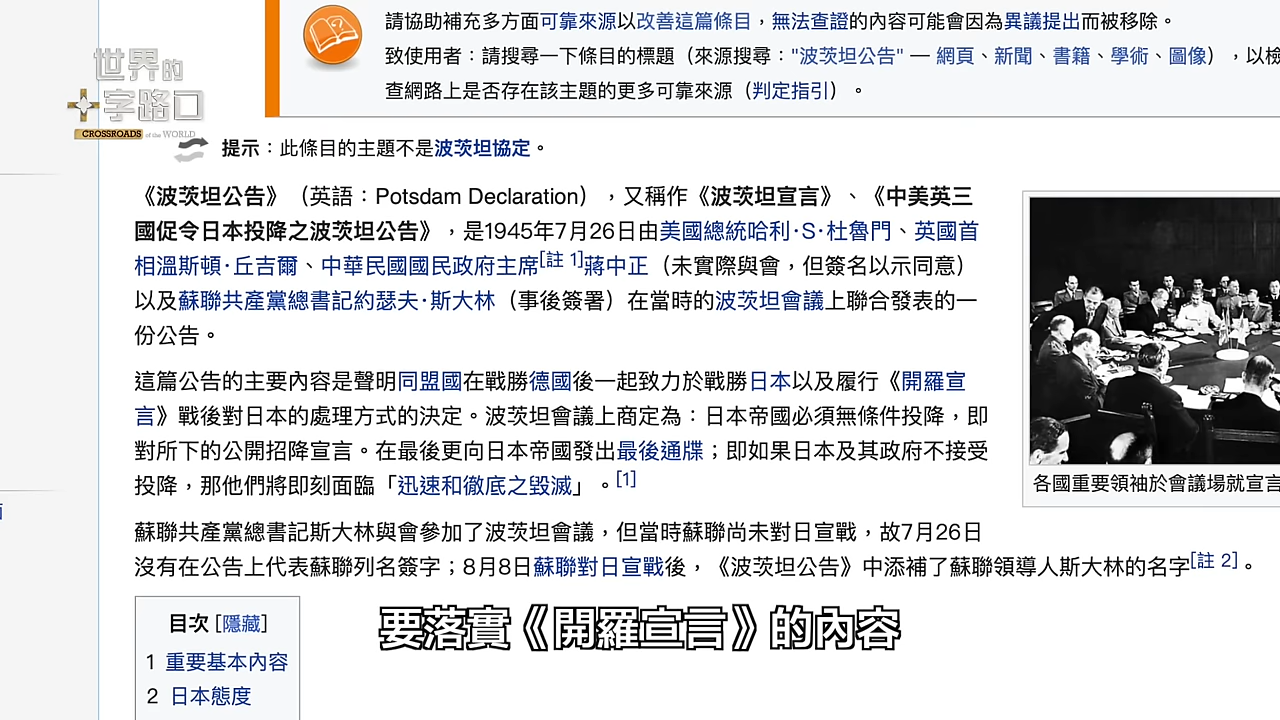 請協助補充多方面可靠來源以改善這篇條目，無法查證的內容可能會因為異議提出而被移除。
致使用者：請搜尋一下條目的標題（來源搜尋："波茨坦公告" — 網頁、新聞、書籍、學術、圖像），以檢
查網路上是否存在該主題的更多可靠來源（判定指引）。
世界的
十字路口
CROSSROADS of the WORLD
提示：此條目的主題不是波茨坦協定。
《波茨坦公告》（英語：Potsdam Declaration），又稱作《波茨坦宣言》、《中美英三
國促令日本投降之波茨坦公告》，是1945年7月26日由美國總統哈利·S·杜魯門、英國首
相溫斯頓·丘吉爾、中華民國國民政府主席[註 1]蔣中正（未實際與會，但簽名以示同意）
以及蘇聯共產黨總書記約瑟夫·斯大林（事後簽署）在當時的波茨坦會議上聯合發表的一
份公告。
這篇公告的主要內容是聲明同盟國在戰勝德國後一起致力於戰勝日本以及履行《開羅宣
言》戰後對日本的處理方式的決定。波茨坦會議上商定為：日本帝國必須無條件投降，即
對所下的公開招降宣言。在最後更向日本帝國發出最後通牒；即如果日本及其政府不接受
投降，那他們將即刻面臨「迅速和徹底之毀滅」。[1]
各國重要領袖於會議場就宣言
蘇聯共產黨總書記斯大林與會參加了波茨坦會議，但當時蘇聯尚未對日宣戰，故7月26日
沒有在公告上代表蘇聯列名簽字；8月8日蘇聯對日宣戰後，《波茨坦公告》中添補了蘇聯領導人斯大林的名字[註 2]。
目次 [隱藏]
1 重要基本內容
2 日本態度
要落實《開羅宣言》的內容